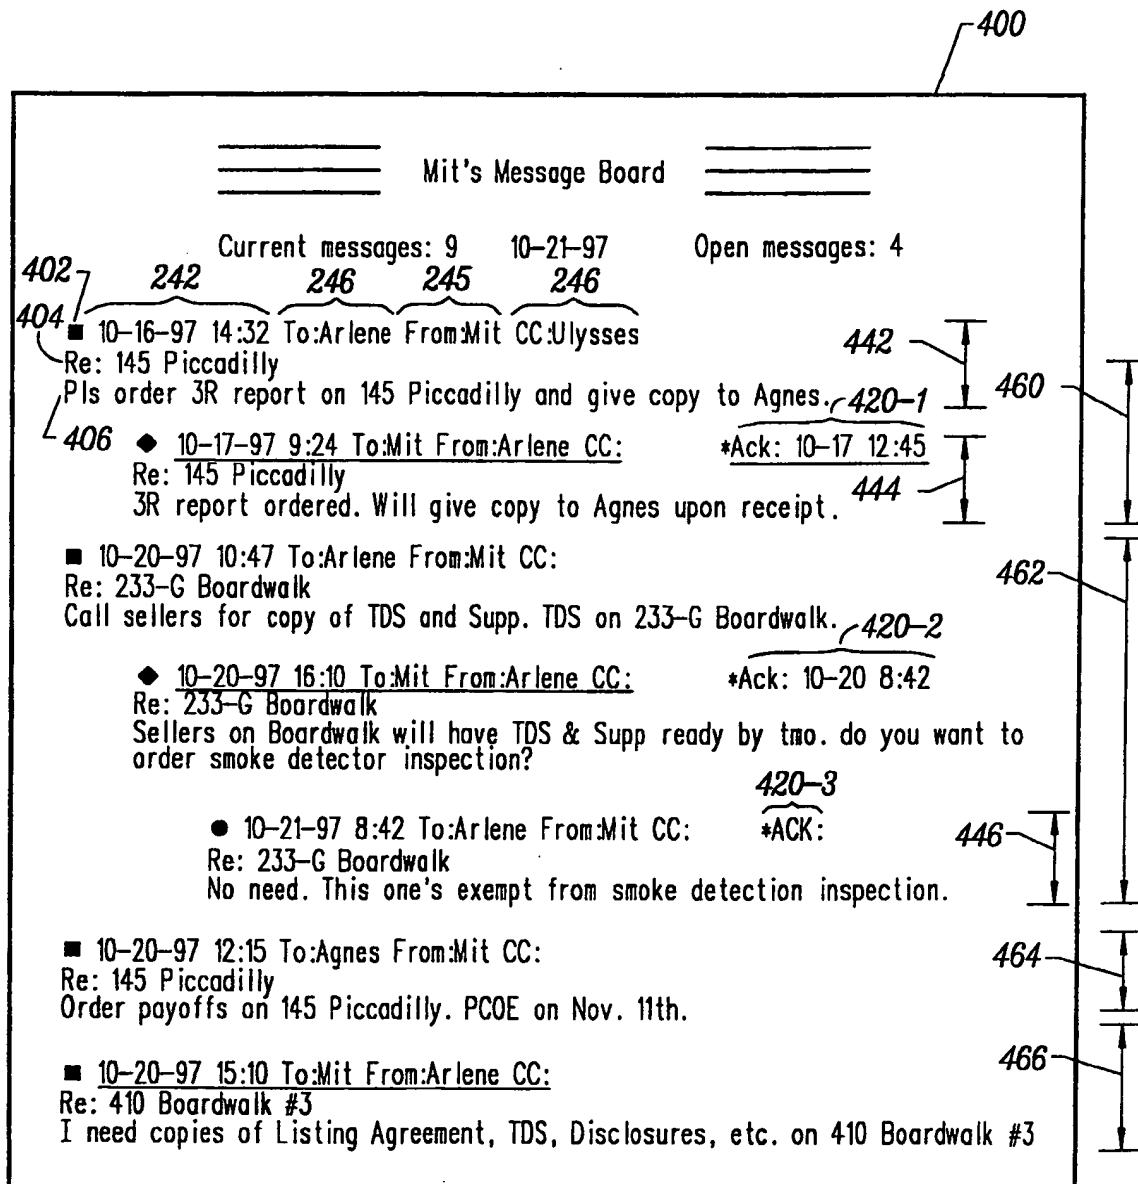 400
Mit's Message Board
Current messages: 9 10-21-97 Open messages: 4
402 242 246 245 246
404
■ 10-16-97 14:32 To:Arlene From:Mit CC:Ulysses
442
Re: 145 Piccadilly
460
Pls order 3R report on 145 Piccadilly and give copy to Agnes. 420-1
406
◆ 10-17-97 9:24 To:Mit From:Arlene CC: *Ack: 10-17 12:45
Re: 145 Piccadilly
444
3R report ordered. Will give copy to Agnes upon receipt.
■ 10-20-97 10:47 To:Arlene From:Mit CC:
462
Re: 233-G Boardwalk
Call sellers for copy of TDS and Supp. TDS on 233-G Boardwalk.
420-2
◆ 10-20-97 16:10 To:Mit From:Arlene CC: *Ack: 10-20 8:42
Re: 233-G Boardwalk
Sellers on Boardwalk will have TDS & Supp ready by tmo. do you want to
order smoke detector inspection?
420-3
● 10-21-97 8:42 To:Arlene From:Mit CC: *ACK:
446
Re: 233-G Boardwalk
No need. This one's exempt from smoke detection inspection.
■ 10-20-97 12:15 To:Agnes From:Mit CC:
464
Re: 145 Piccadilly
Order payoffs on 145 Piccadilly. PCOE on Nov. 11th.
466
■ 10-20-97 15:10 To:Mit From:Arlene CC:
Re: 410 Boardwalk #3
I need copies of Listing Agreement, TDS, Disclosures, etc. on 410 Boardwalk #3